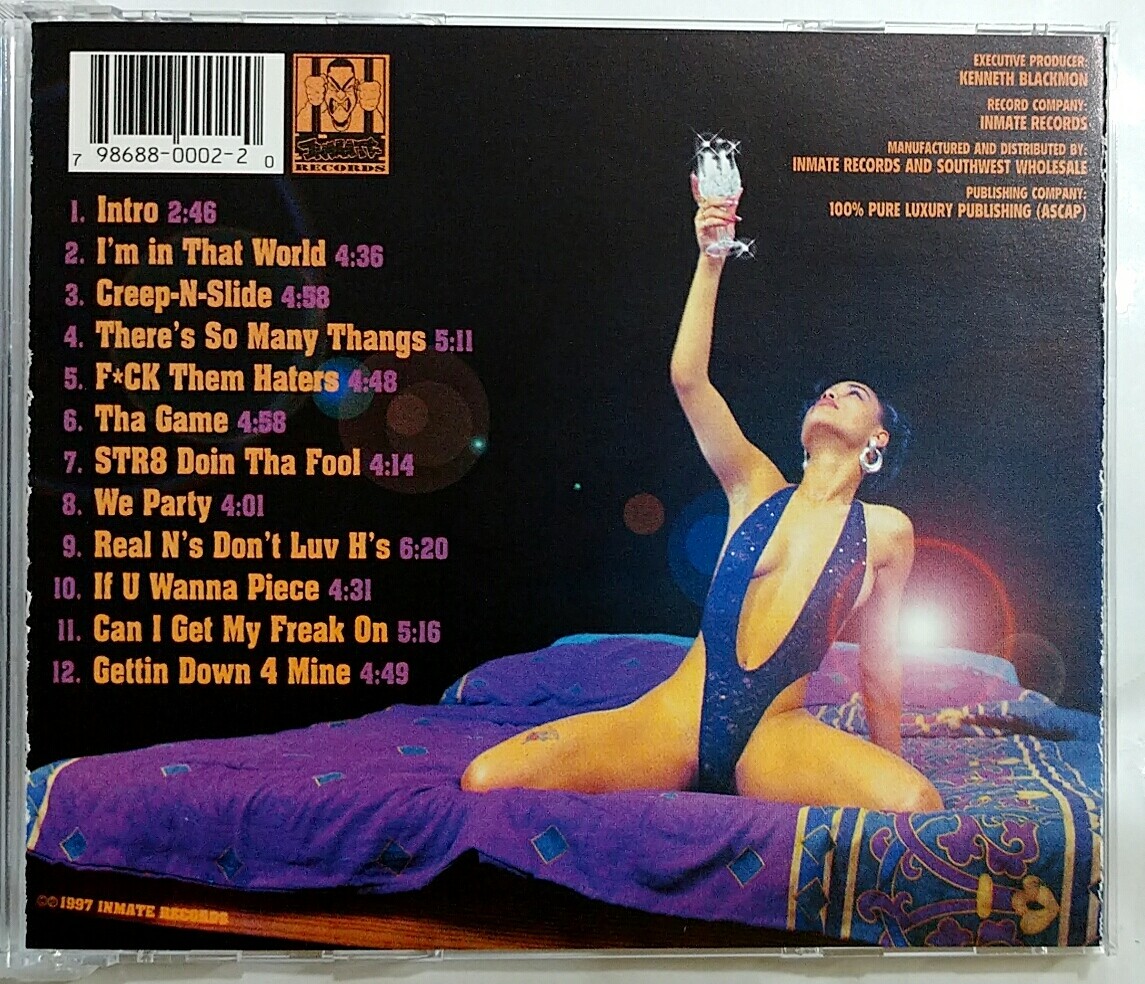 7 98688-0002-2 0
INMATE
RECORDS
EXECUTIVE PRODUCER:
KENNETH BLACKMON
RECORD COMPANY:
INMATE RECORDS
MANUFACTURED AND DISTRIBUTED BY:
INMATE RECORDS AND SOUTHWEST WHOLESALE
PUBLISHING COMPANY:
100% PURE LUXURY PUBLISHING (ASCAP)
1. Intro 2:46
2. I'm in That World 4:36
3. Creep-N-Slide 4:58
4. There's So Many Thangs 5:11
5. F*CK Them Haters 4:48
6. Tha Game 4:58
7. STR8 Doin Tha Fool 4:14
8. We Party 4:01
9. Real N's Don't Luv H's 6:20
10. If U Wanna Piece 4:31
11. Can I Get My Freak On 5:16
12. Gettin Down 4 Mine 4:49
©℗1997 INMATE RECORDS